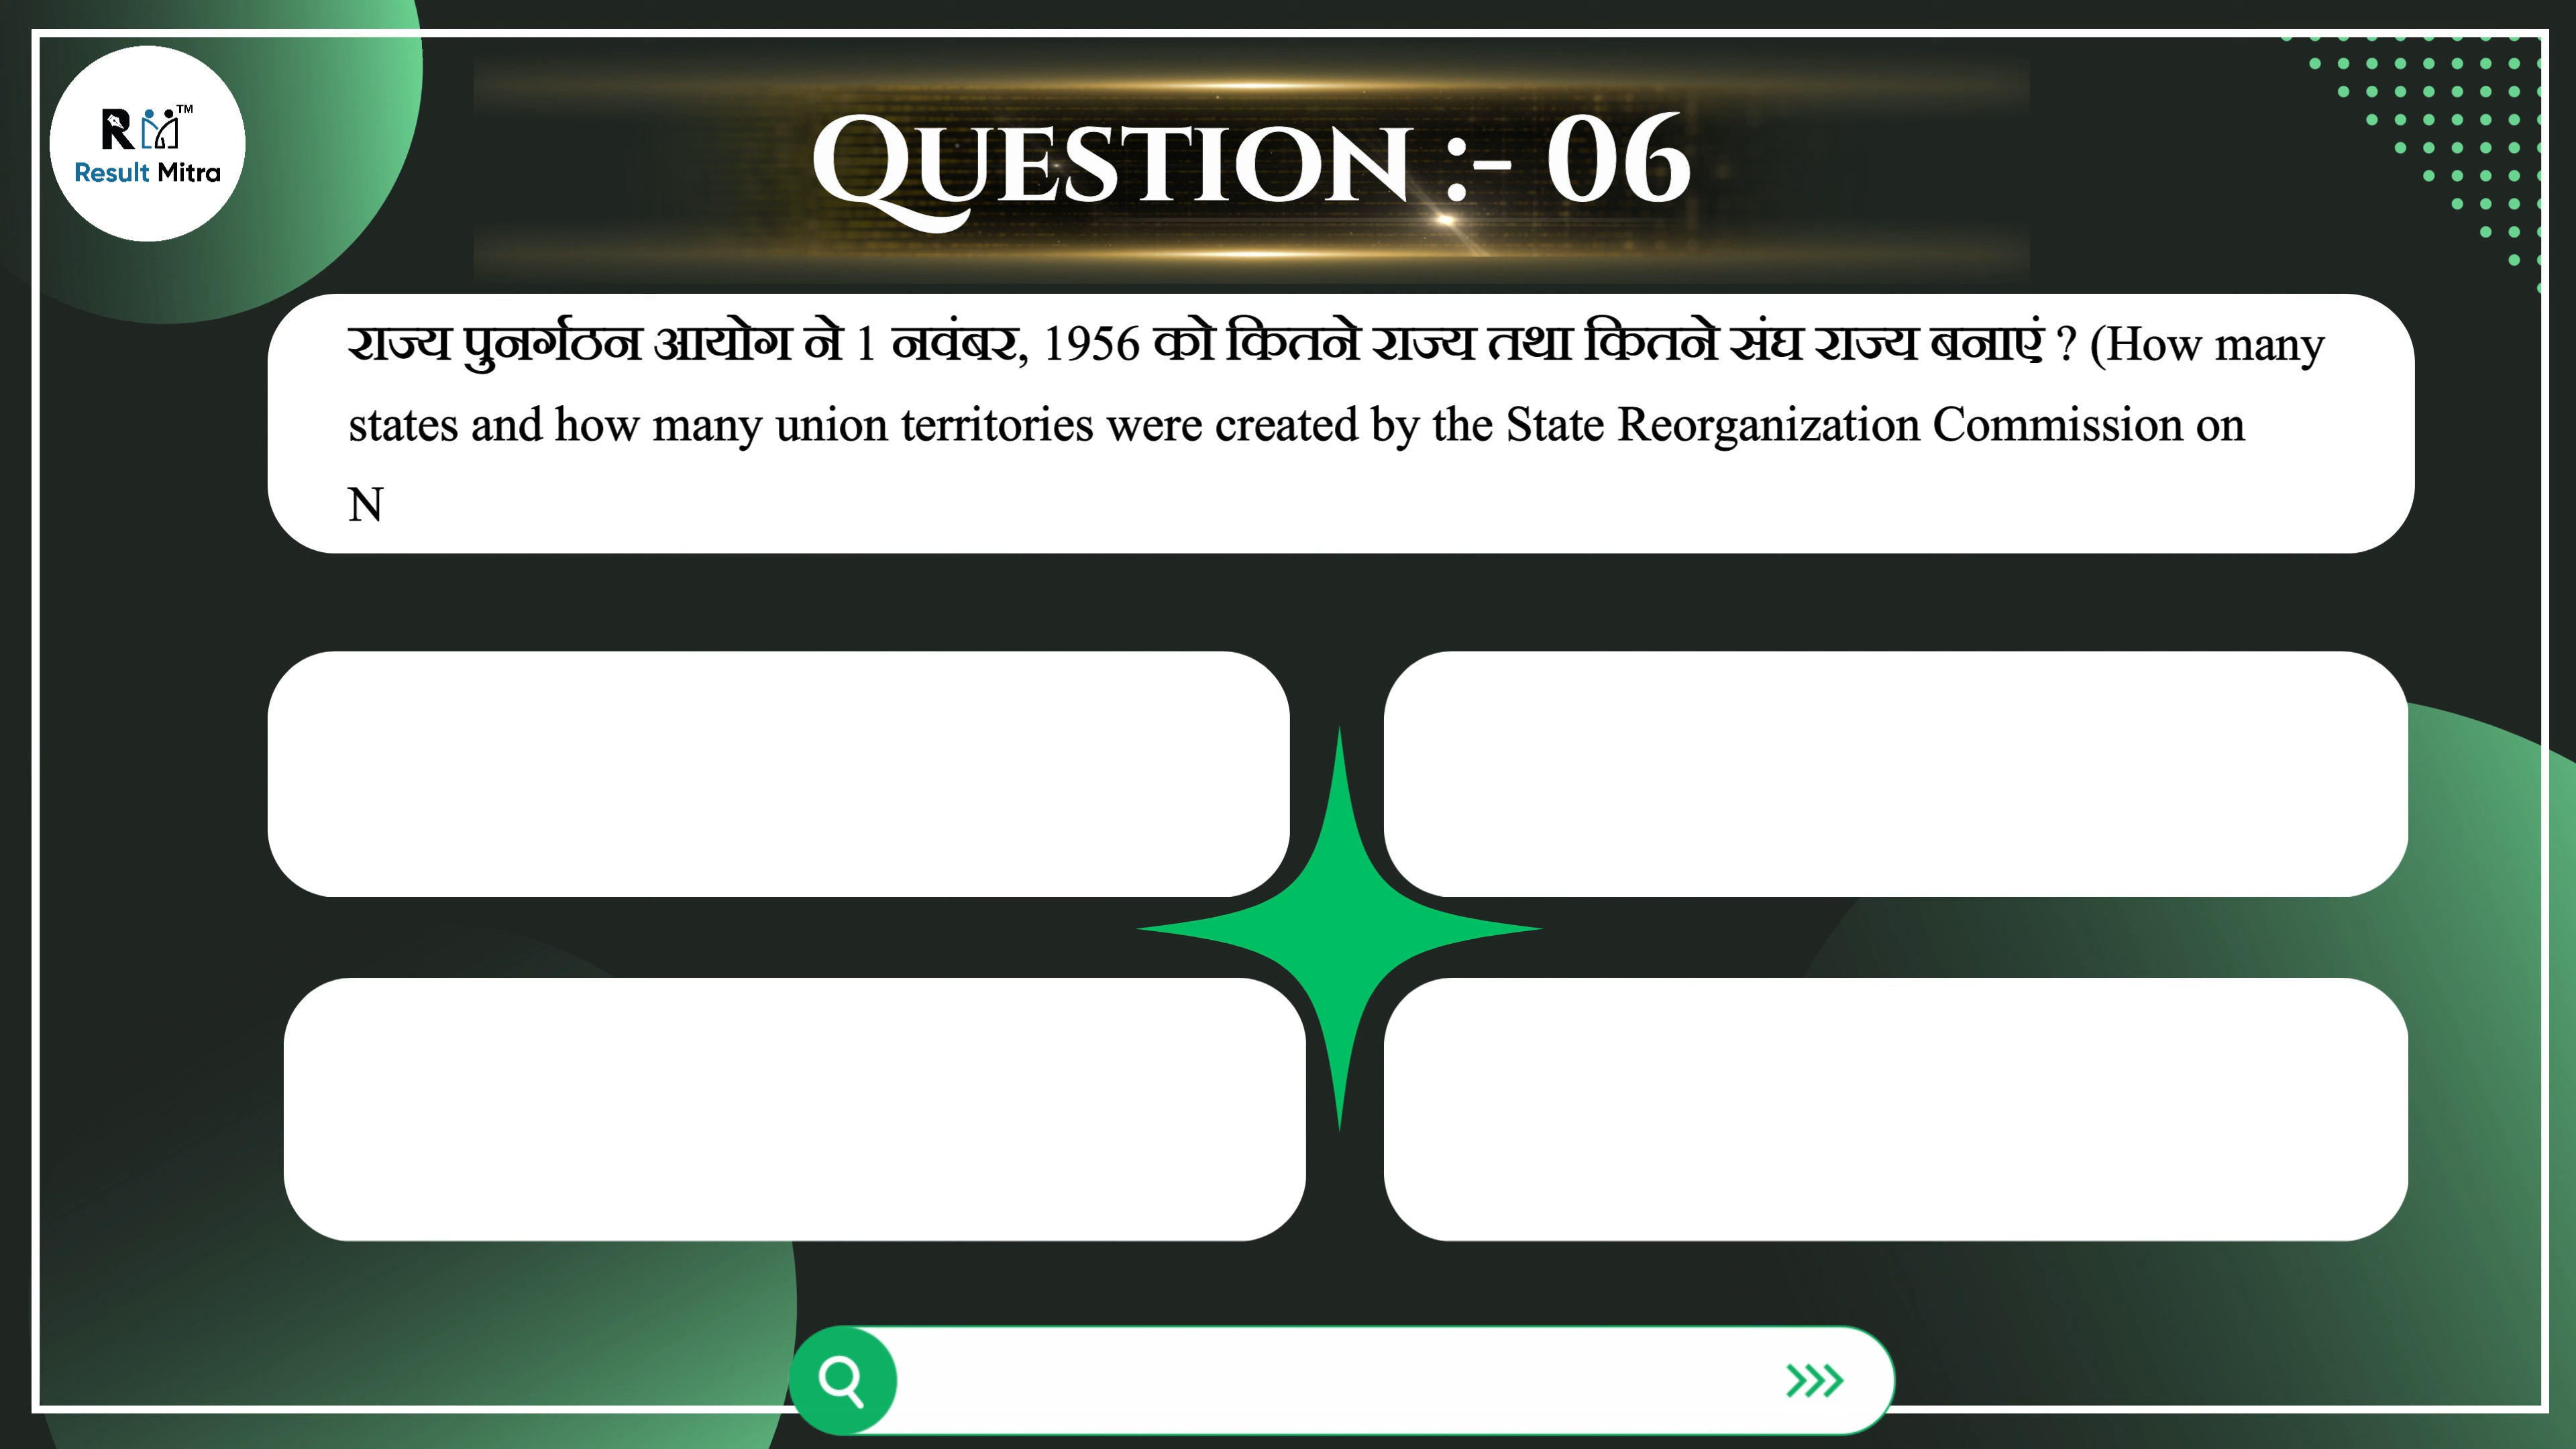 R TM
Result Mitra
QUESTION :- 06
राज्य पुनर्गठन आयोग ने 1 नवंबर, 1956 को कितने राज्य तथा कितने संघ राज्य बनाएं ? (How many
states and how many union territories were created by the State Reorganization Commission on
N